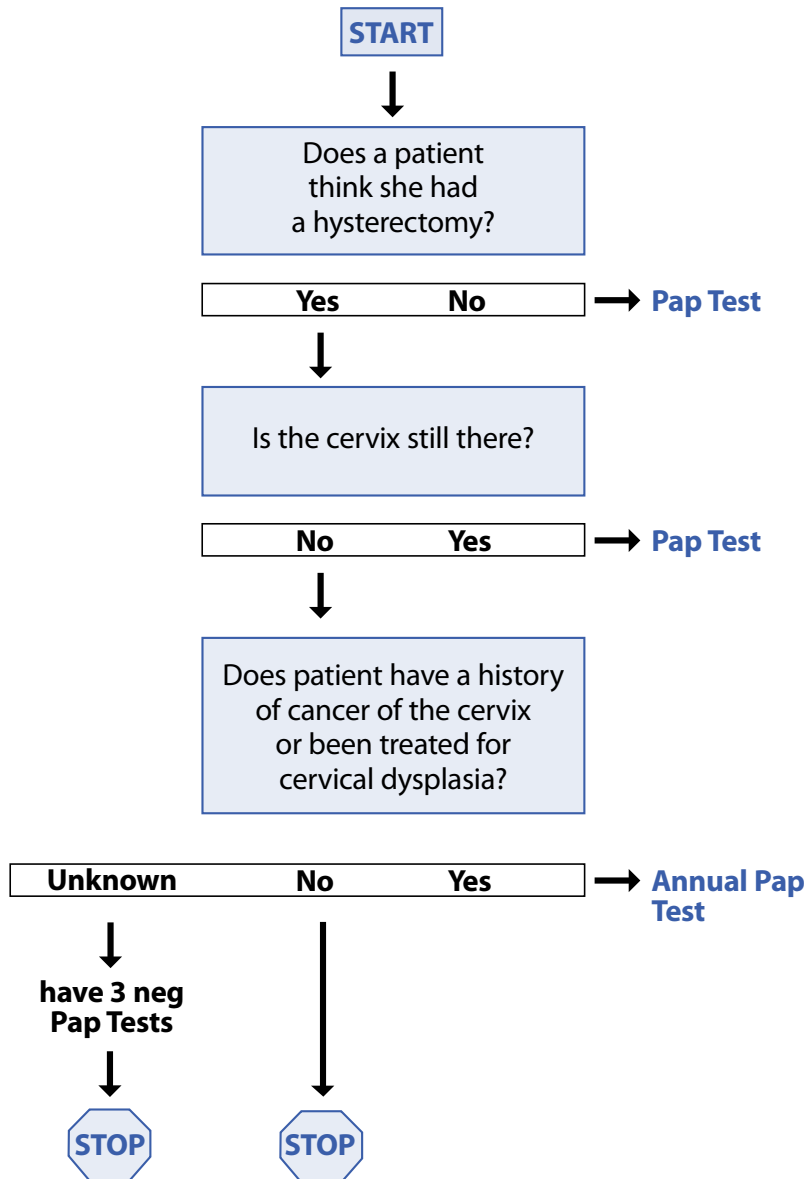 START
Does a patient
think she had
a hysterectomy?
Yes No Pap Test
Is the cervix still there?
No Yes Pap Test
Does patient have a history
of cancer of the cervix
or been treated for
cervical dysplasia?
Unknown No Yes Annual Pap
Test
have 3 neg
Pap Tests
STOP STOP